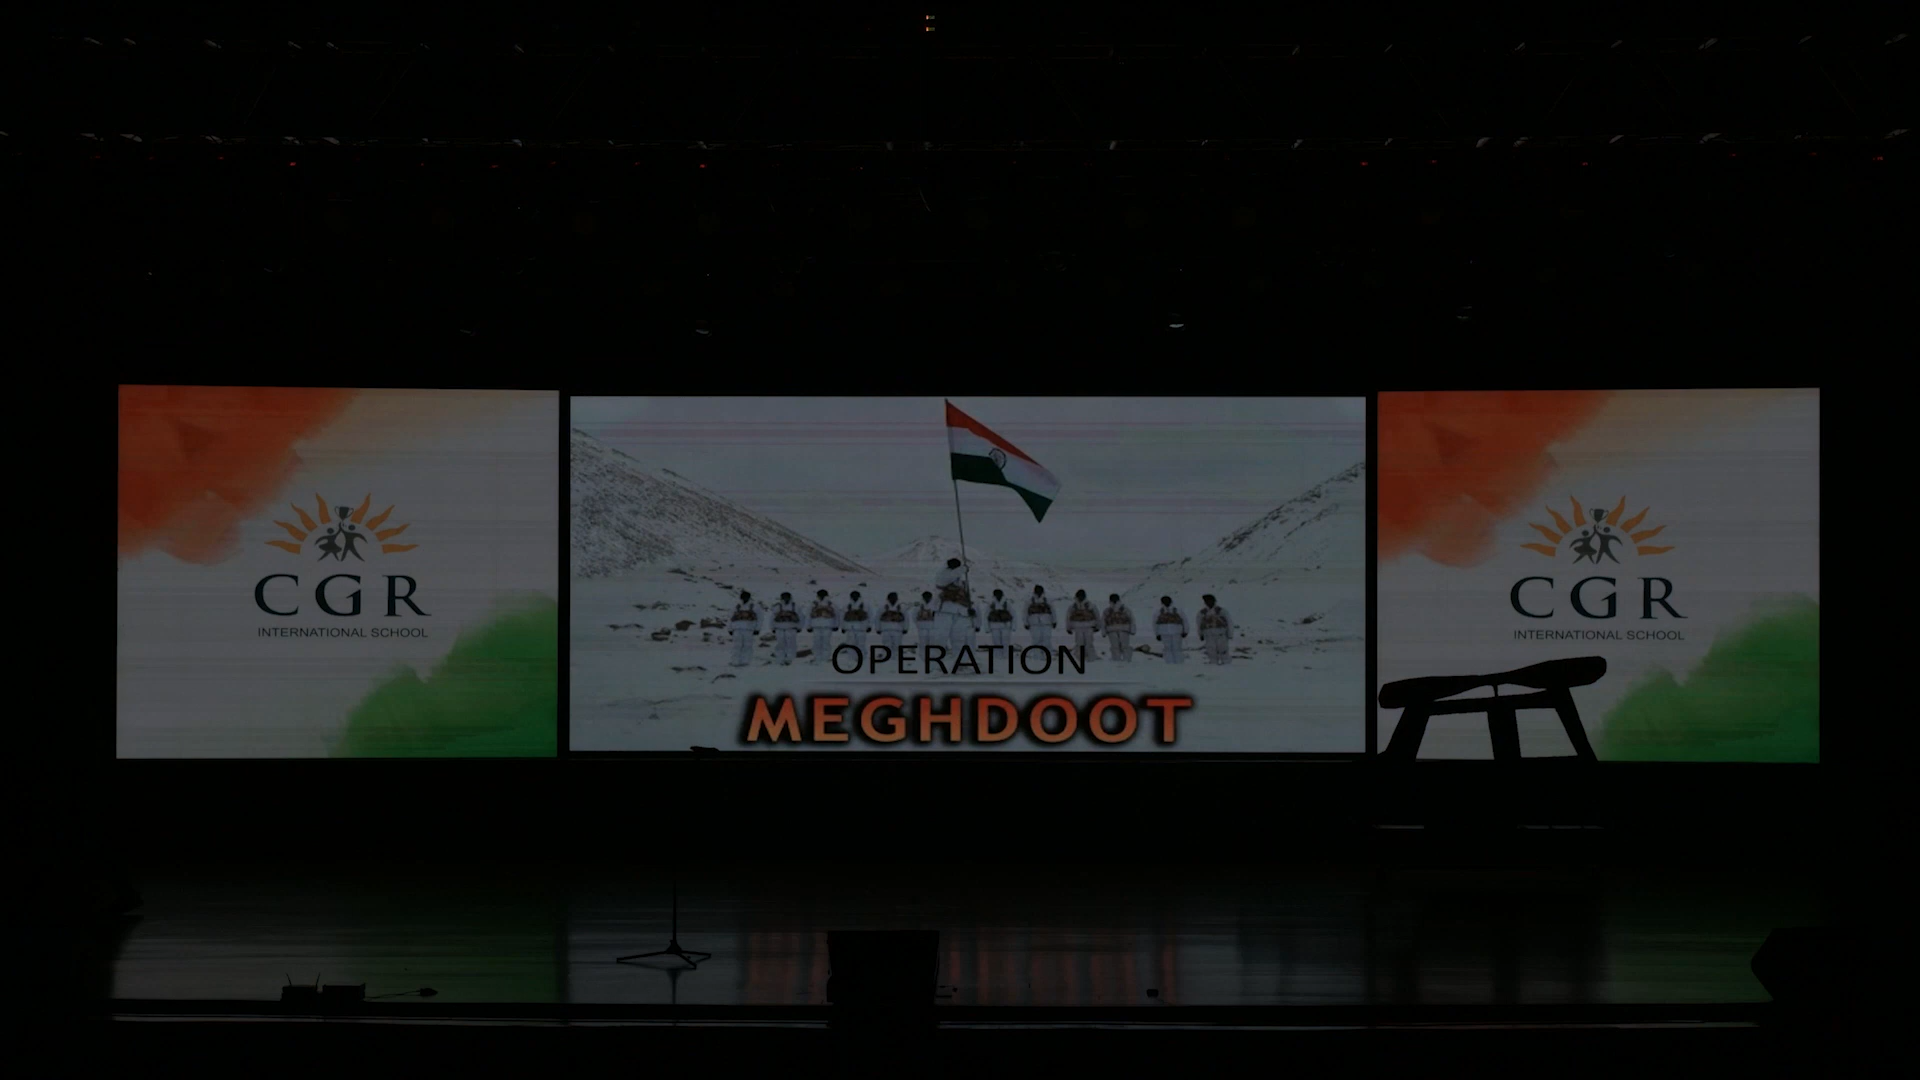 CGR
INTERNATIONAL SCHOOL
OPERATION
MEGHDOOT
CGR
INTERNATIONAL SCHOOL